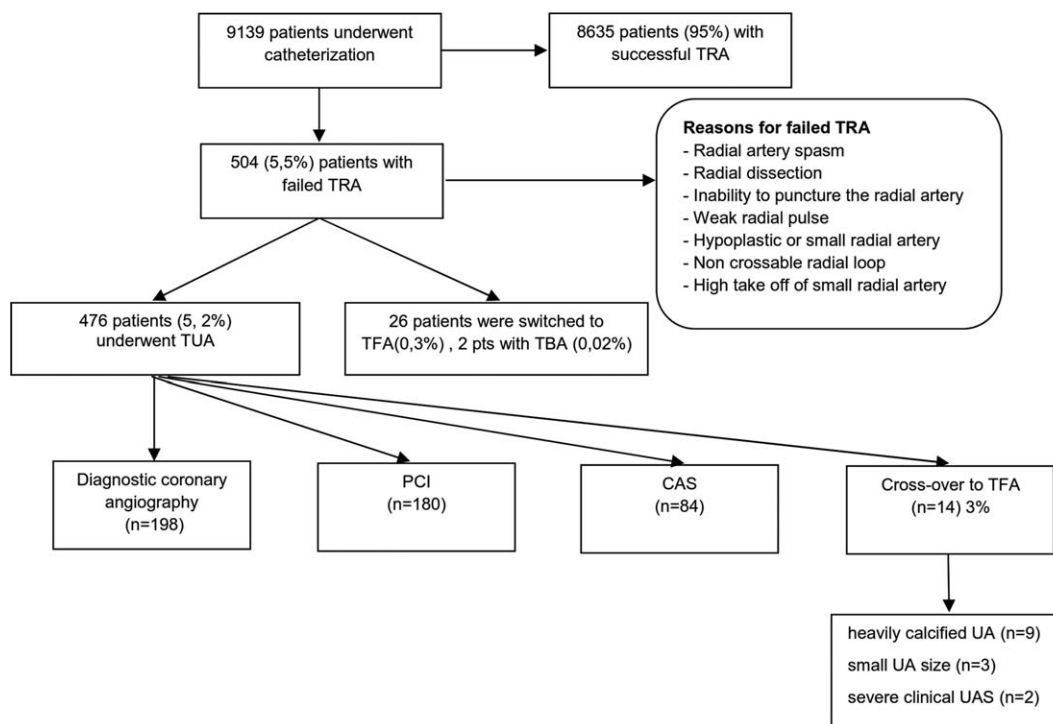 9139 patients underwent
catheterization
8635 patients (95%) with
successful TRA
504 (5,5%) patients with
failed TRA
Reasons for failed TRA
- Radial artery spasm
- Radial dissection
- Inability to puncture the radial artery
- Weak radial pulse
- Hypoplastic or small radial artery
- Non crossable radial loop
- High take off of small radial artery
476 patients (5, 2%)
underwent TUA
26 patients were switched to
TFA(0,3%) , 2 pts with TBA (0,02%)
Diagnostic coronary
angiography
(n=198)
PCI
(n=180)
CAS
(n=84)
Cross-over to TFA
(n=14) 3%
heavily calcified UA (n=9)
small UA size (n=3)
severe clinical UAS (n=2)